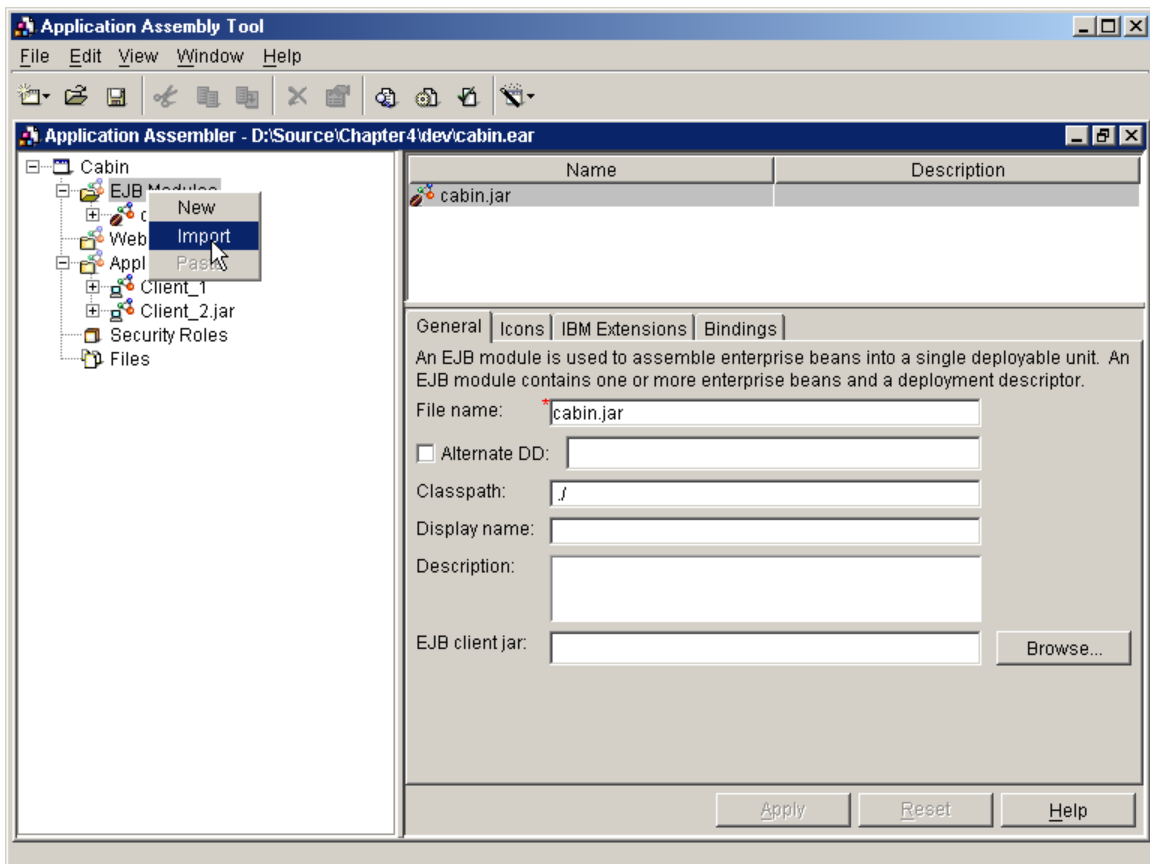 Application Assembly Tool
File Edit View Window Help
Application Assembler - D:\Source\Chapter4\dev\cabin.ear
Cabin
EJB Modules
New
Import
Paste
Web
Appl
Client_1
Client_2.jar
Security Roles
Files
Name Description
cabin.jar
General Icons IBM Extensions Bindings
An EJB module is used to assemble enterprise beans into a single deployable unit. An
EJB module contains one or more enterprise beans and a deployment descriptor.
File name: *cabin.jar
Alternate DD:
Classpath: ./
Display name:
Description:
EJB client jar: Browse...
Apply Reset Help